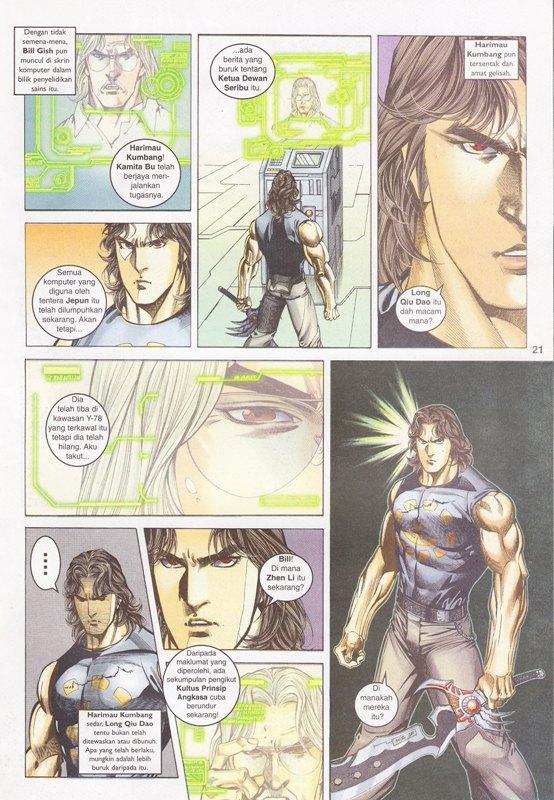 Dengan tidak
semena-mena,
Bill Gish pun
muncul di skrin
komputer dalam
bilik penyelidikan
sains itu.
Harimau
Kumbang!
Kamita Bu telah
berjaya men-
jalankan
tugasnya.
...ada
berita yang
buruk tentang
Ketua Dewan
Seribu itu.
Harimau
Kumbang pun
tersentak dan
amat gelisah.
Semua
komputer yang
diguna oleh
tentera Jepun itu
telah dilumpuhkan
sekarang. Akan
tetapi...
Long
Qiu Dao itu
dah macam
mana?
21
Dia
telah tiba di
kawasan Y-78
yang terkawal itu
tetapi dia telah
hilang. Aku
takut...
....
Bill!
Di mana
Zhen Li itu
sekarang?
Harimau Kumbang
sedar, Long Qiu Dao
tentu bukan telah
ditewaskan atau dibunuh.
Apa yang telah berlaku,
mungkin adalah lebih
buruk daripada itu.
Daripada
maklumat yang
diperolehi, ada
sekumpulan pengikut
Kultus Prinsip
Angkasa cuba
berundur
sekarang!
Di
manakah
mereka
itu?